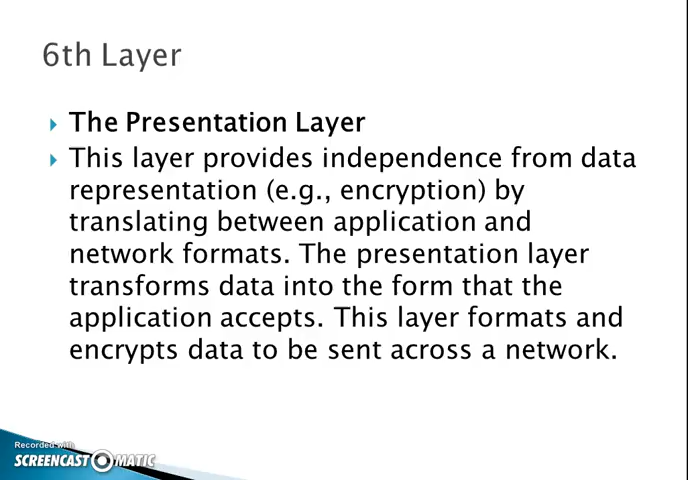 6th Layer
The Presentation Layer
This layer provides independence from data
representation (e.g., encryption) by
translating between application and
network formats. The presentation layer
transforms data into the form that the
application accepts. This layer formats and
encrypts data to be sent across a network.
Recorded with
SCREENCAST MATIC